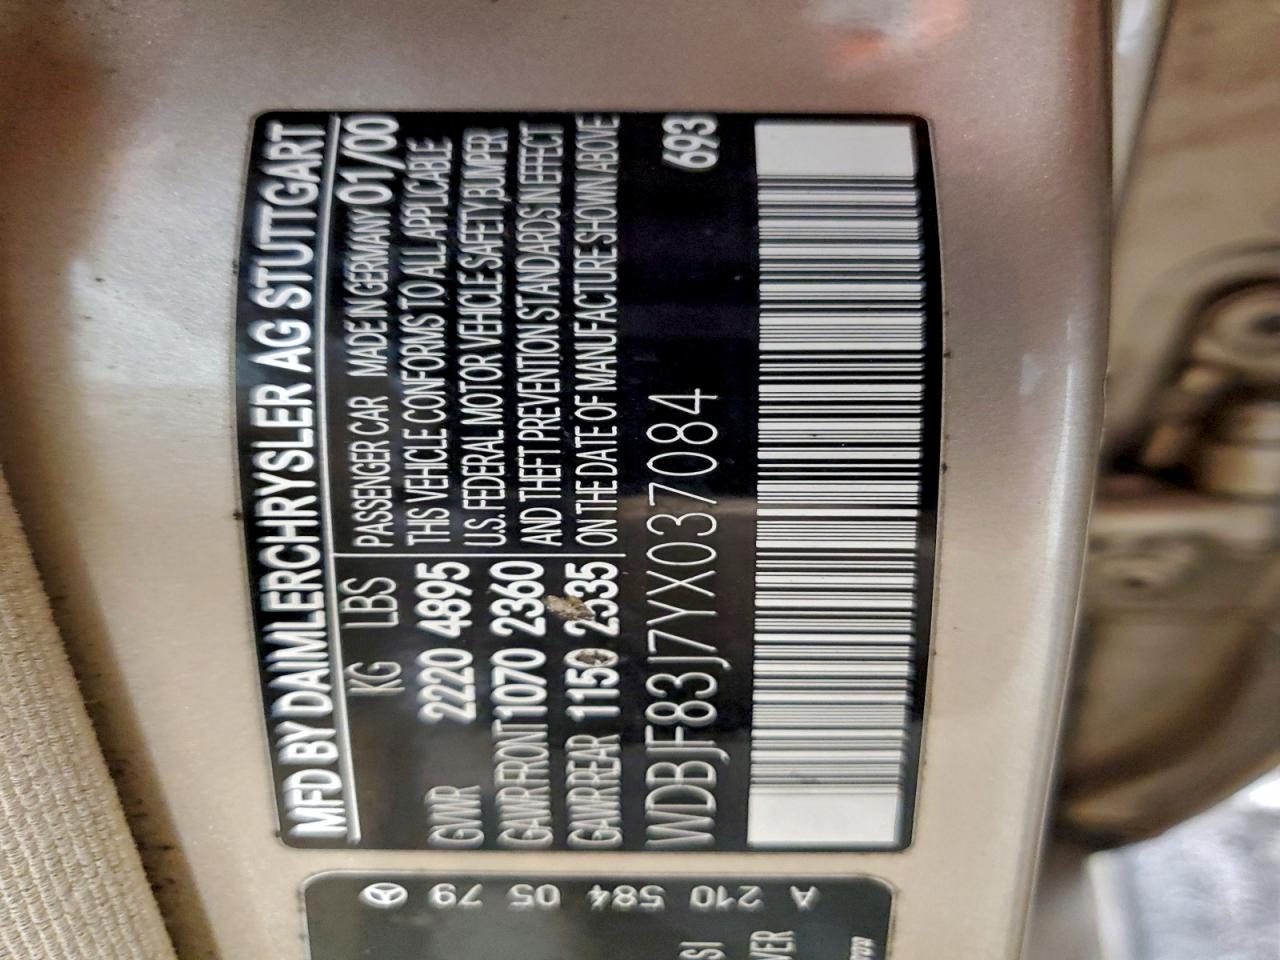 MFD BY DAIMLERCHRYSLER AG STUTTGART
KG LBS PASSENGER CAR MADE IN GERMANY 01/00
THIS VEHICLE CONFORMS TO ALL APPLICABLE
GVWR 2220 4895 U.S. FEDERAL MOTOR VEHICLE SAFETY BUMPER
GAWR FRONT 1070 2360 AND THEFT PREVENTION STANDARDS IN EFFECT
GAWR REAR 1150 2535 ON THE DATE OF MANUFACTURE SHOWN ABOVE
WDBJF83J7YX037084 693
A 210 584 05 79
SI
VER